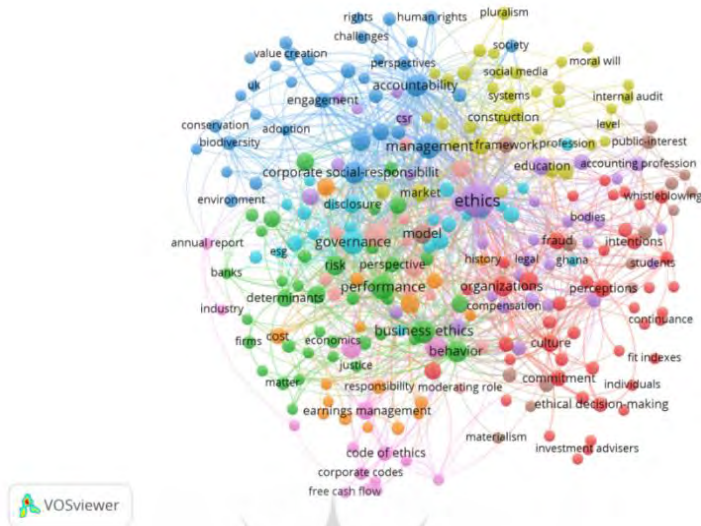 pluralism
rights
human rights
challenges
society
value creation
perspectives
moral will
social media
uk
accountability
engagement
systems
internal audit
csr
construction
level
conservation
adoption
biodiversity
management
framework
profession
public-interest
corporate social-responsibilit
education
accounting profession
market
environment
disclosure
ethics
whistleblowing
bodies
annual report
governance
model
fraud
intentions
esg
history
legal
ghana
students
banks
risk
perspective
performance
organizations
perceptions
industry
determinants
compensation
continuance
firms
cost
economics
business ethics
culture
behavior
fit indexes
justice
matter
responsibility
moderating role
commitment
individuals
earnings management
ethical decision-making
materialism
investment advisers
code of ethics
corporate codes
free cash flow
VOSviewer